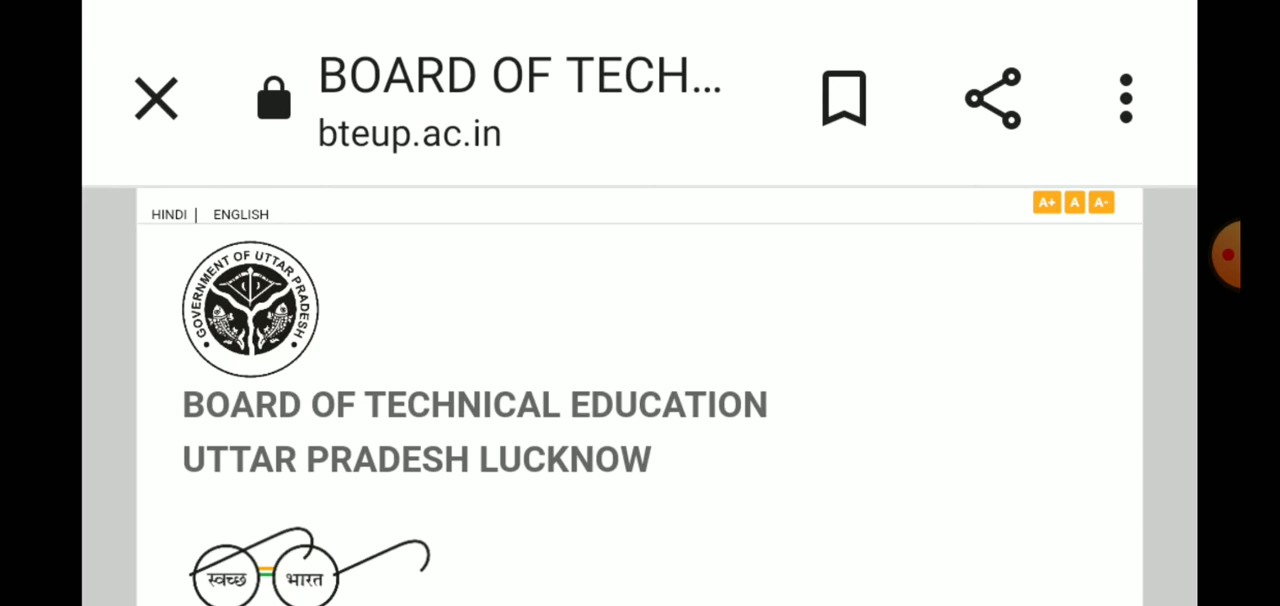 BOARD OF TECH...
bteup.ac.in
A+ A A-
HINDI | ENGLISH
GOVERNMENT OF UTTAR PRADESH
BOARD OF TECHNICAL EDUCATION
UTTAR PRADESH LUCKNOW
स्वच्छ भारत